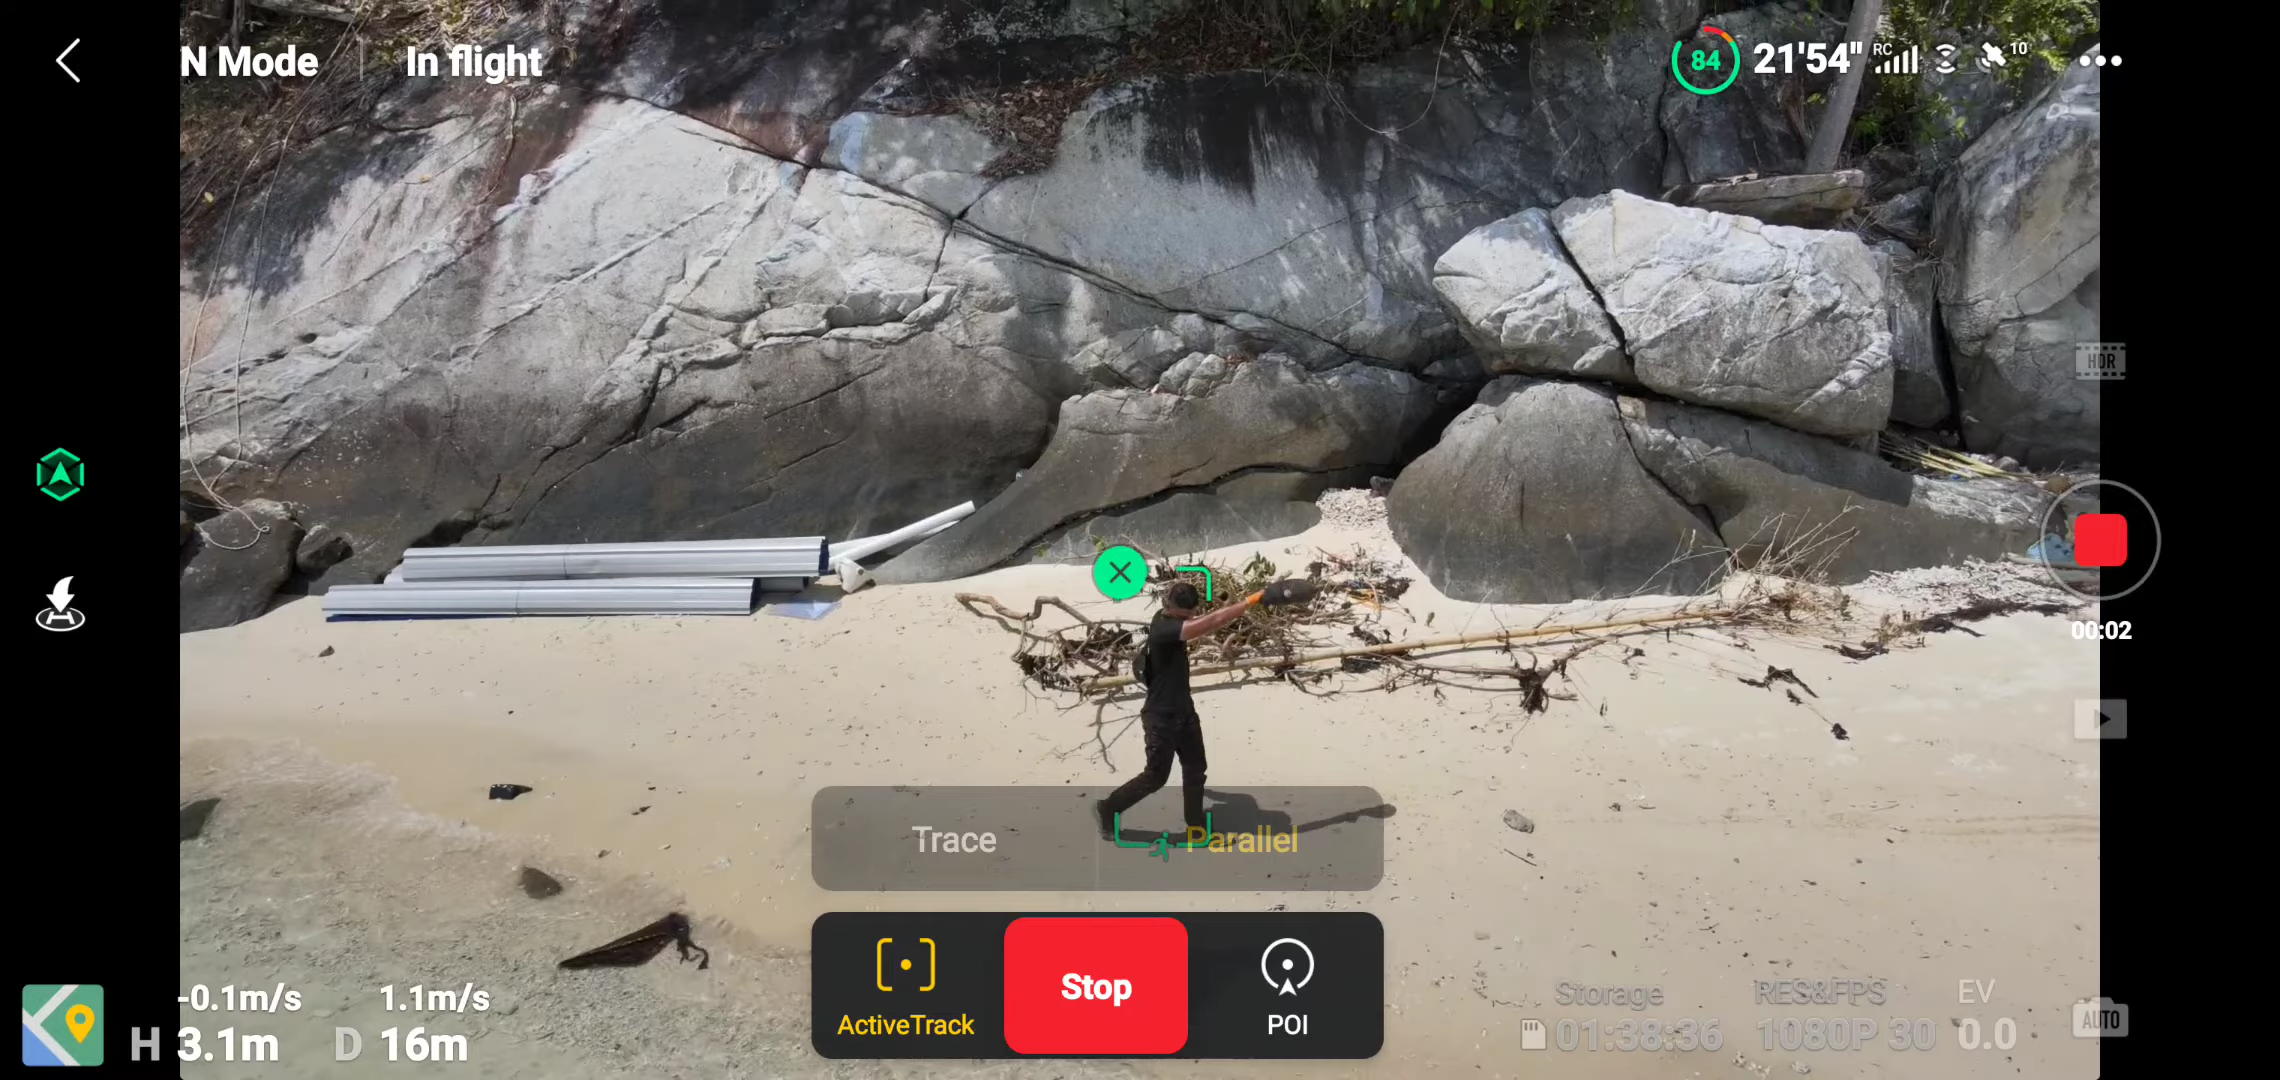 N Mode
In flight
84
21'54"
RC
10
HDR
00:02
Trace
Parallel
ActiveTrack
Stop
POI
-0.1m/s
1.1m/s
H 3.1m
D 16m
Storage
01:38:36
RES&FPS
1080P 30
EV
0.0
AUTO